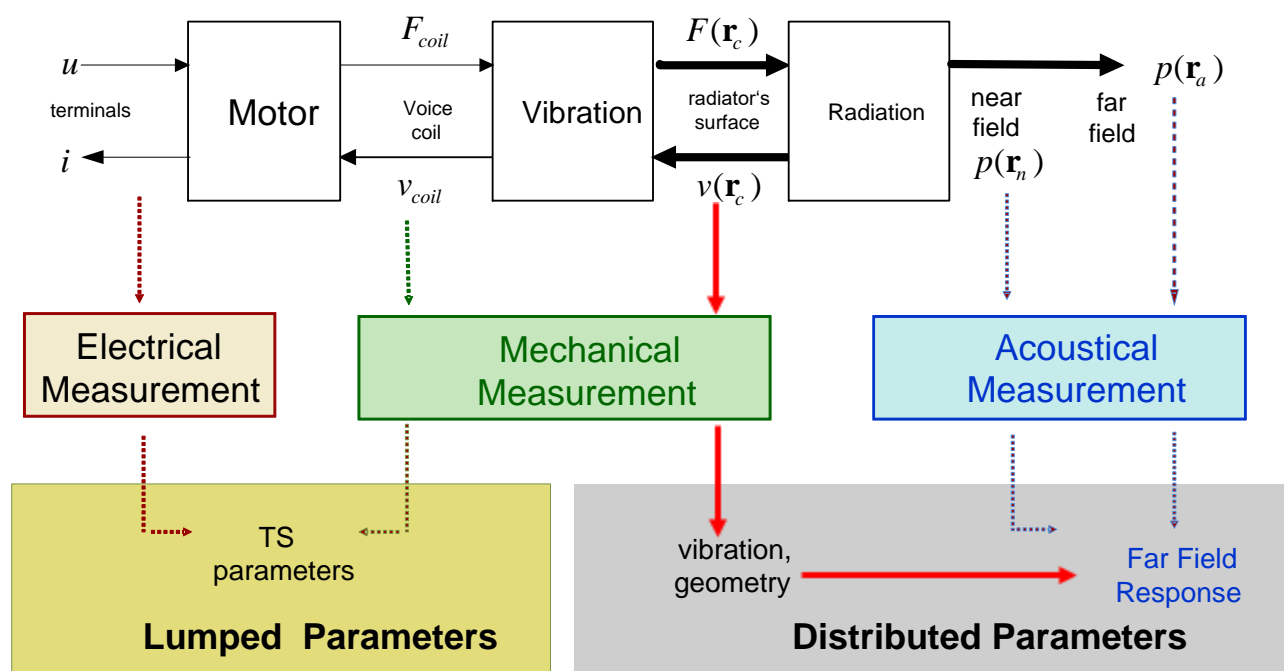 u
terminals
i
Motor
F_coil
Voice
coil
v_coil
Vibration
F(r_c)
radiator‘s
surface
v(r_c)
Radiation
near
field
p(r_n)
far
field
p(r_a)
Electrical
Measurement
Mechanical
Measurement
Acoustical
Measurement
TS
parameters
Lumped Parameters
vibration,
geometry
Far Field
Response
Distributed Parameters